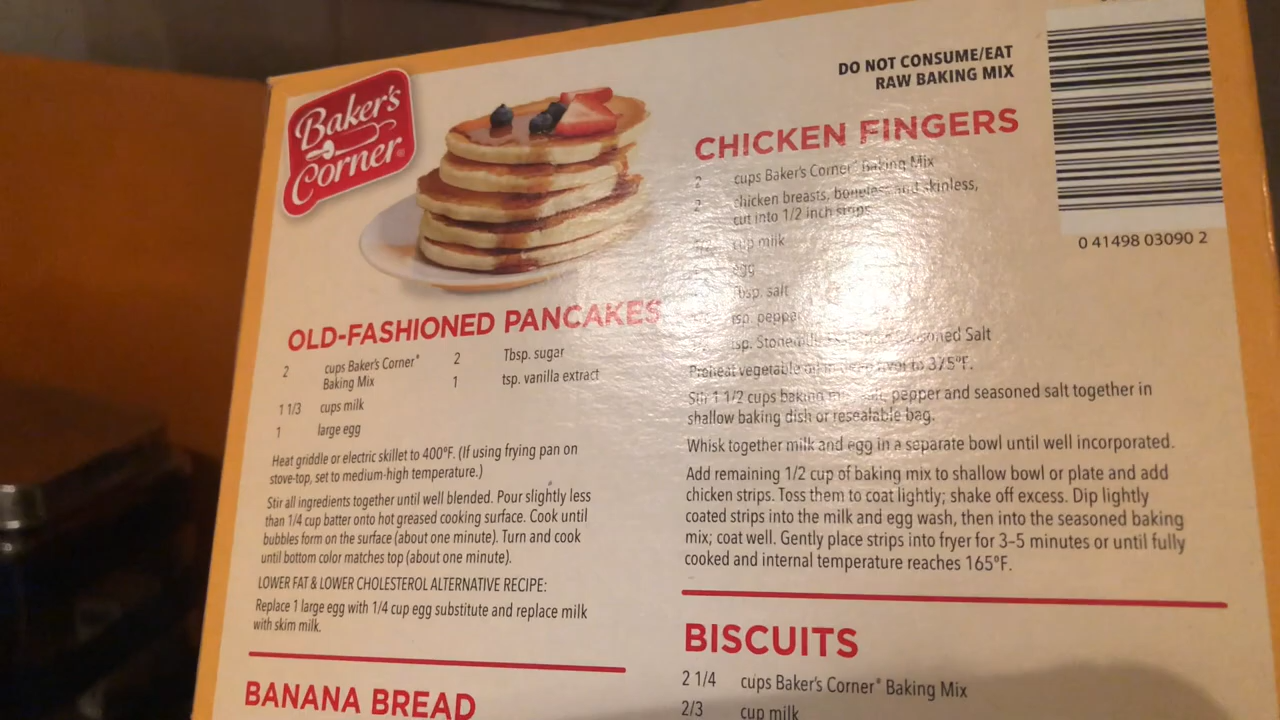 Baker's
Corner®
DO NOT CONSUME/EAT
RAW BAKING MIX
0 41498 03090 2
OLD-FASHIONED PANCAKES
2 cups Baker's Corner®
Baking Mix
1 1/3 cups milk
1 large egg
2 Tbsp. sugar
1 tsp. vanilla extract
Heat griddle or electric skillet to 400°F. (If using frying pan on
stove-top, set to medium-high temperature.)
Stir all ingredients together until well blended. Pour slightly less
than 1/4 cup batter onto hot greased cooking surface. Cook until
bubbles form on the surface (about one minute). Turn and cook
until bottom color matches top (about one minute).
LOWER FAT & LOWER CHOLESTEROL ALTERNATIVE RECIPE:
Replace 1 large egg with 1/4 cup egg substitute and replace milk
with skim milk.
BANANA BREAD
CHICKEN FINGERS
2 cups Baker's Corner® Baking Mix
2 chicken breasts, boneless and skinless,
cut into 1/2 inch strips
cup milk
egg
Tbsp. salt
tsp. pepper
tsp. Seasoned Salt
Preheat vegetable oil in deep fryer to 375°F.
Sift 1 1/2 cups baking mix, salt, pepper and seasoned salt together in
shallow baking dish or resealable bag.
Whisk together milk and egg in a separate bowl until well incorporated.
Add remaining 1/2 cup of baking mix to shallow bowl or plate and add
chicken strips. Toss them to coat lightly; shake off excess. Dip lightly
coated strips into the milk and egg wash, then into the seasoned baking
mix; coat well. Gently place strips into fryer for 3–5 minutes or until fully
cooked and internal temperature reaches 165°F.
BISCUITS
2 1/4 cups Baker's Corner® Baking Mix
2/3 cup milk